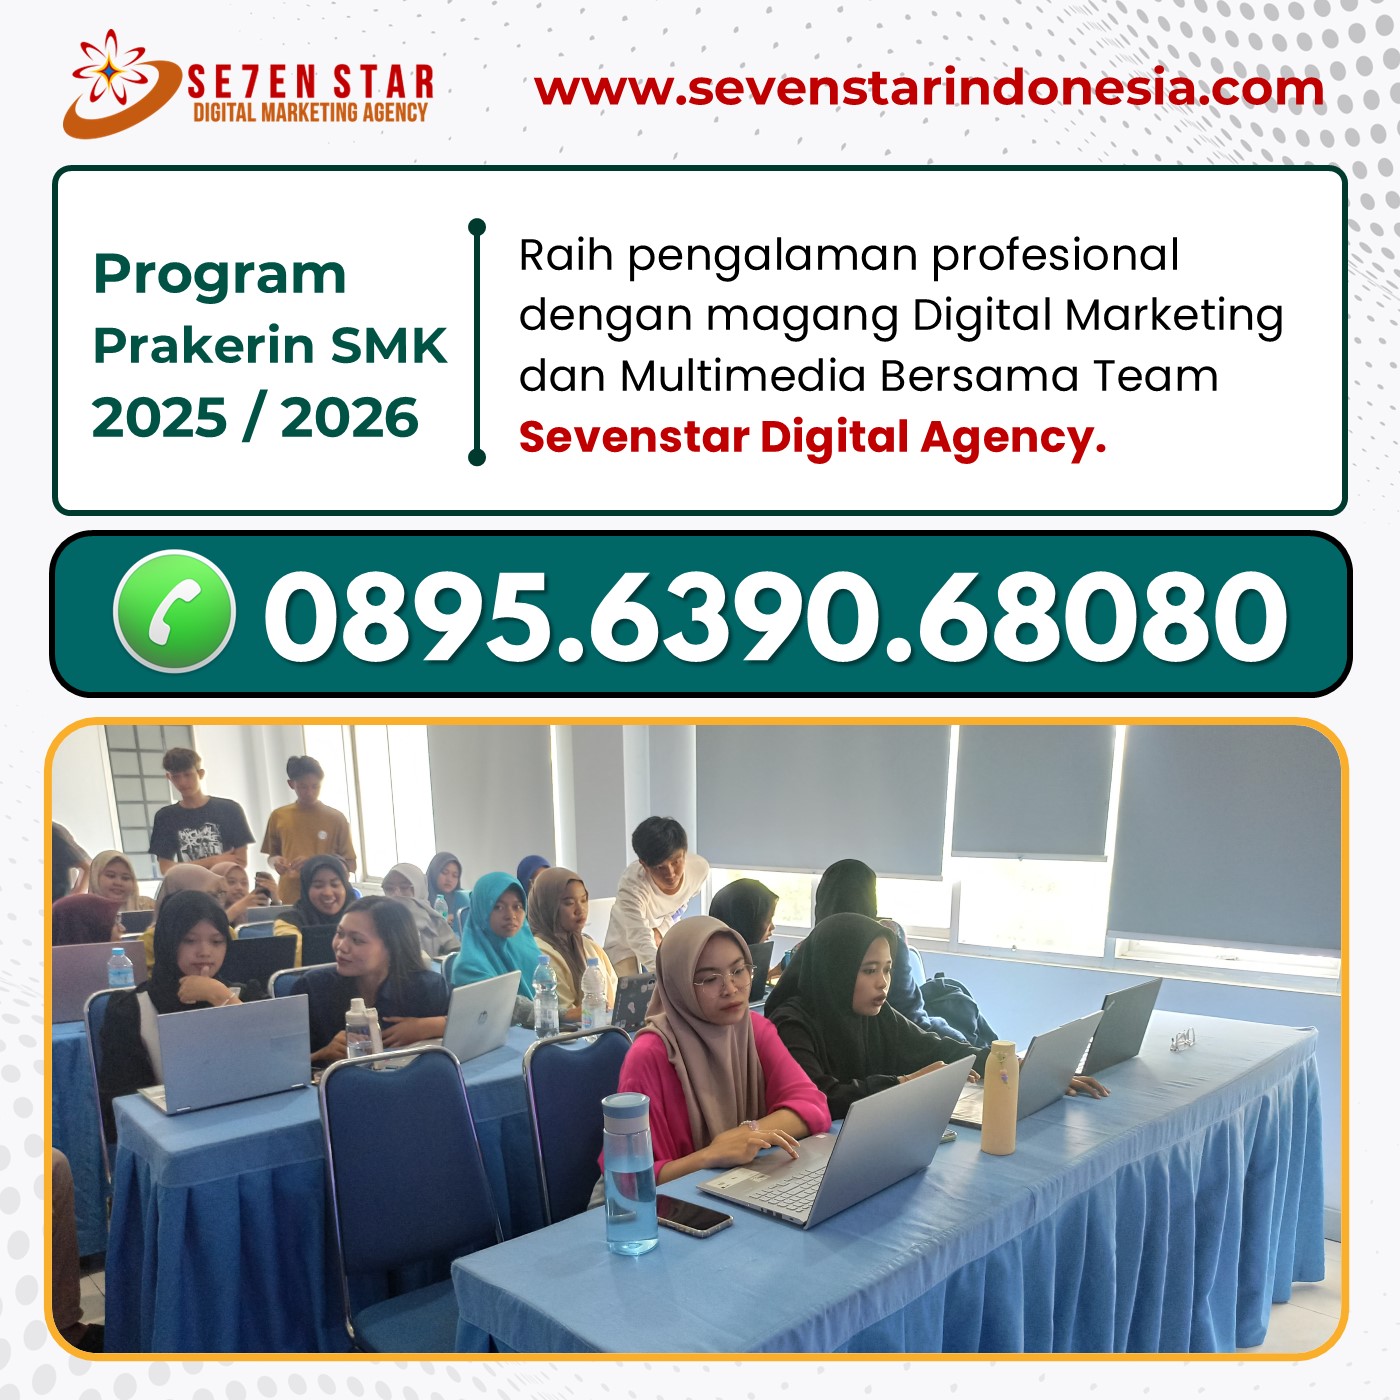 SE7EN STAR
DIGITAL MARKETING AGENCY
www.sevenstarindonesia.com
Program
Prakerin SMK
2025 / 2026
Raih pengalaman profesional
dengan magang Digital Marketing
dan Multimedia Bersama Team
Sevenstar Digital Agency.
0895.6390.68080